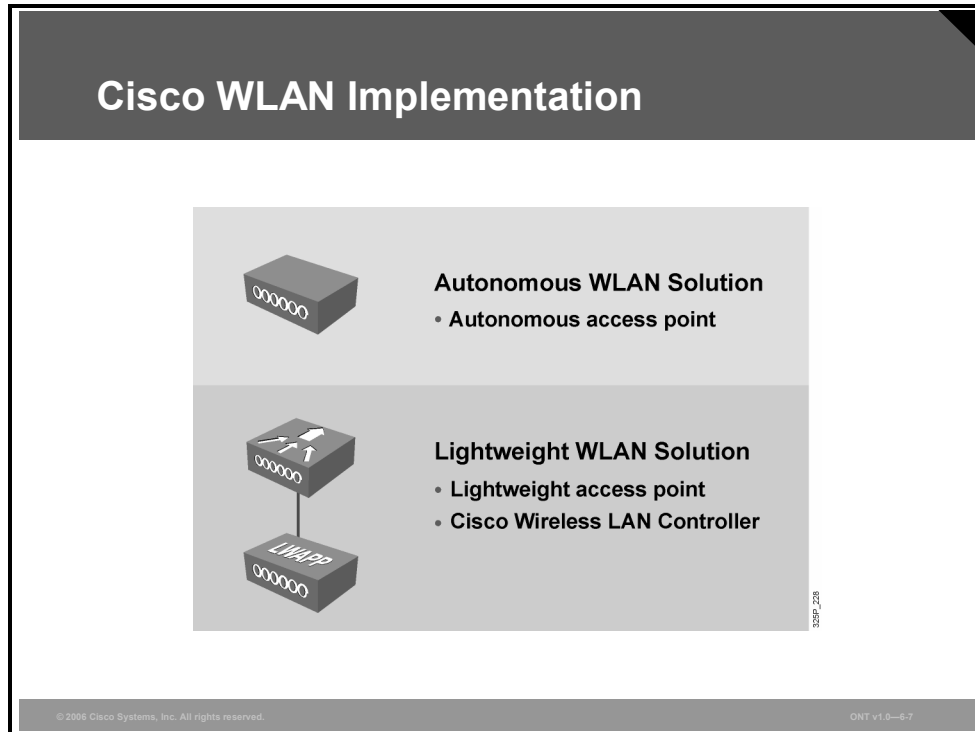 Cisco WLAN Implementation
Autonomous WLAN Solution
• Autonomous access point
Lightweight WLAN Solution
• Lightweight access point
• Cisco Wireless LAN Controller
LWAPP
325P_228
© 2006 Cisco Systems, Inc. All rights reserved.
ONT v1.0—6-7